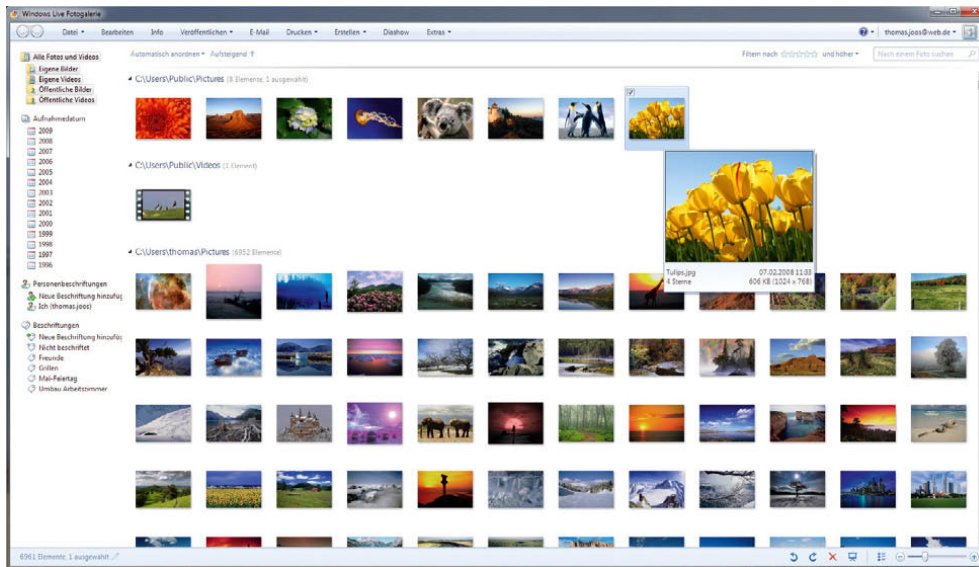 Windows Live Fotogalerie
Datei Bearbeiten Info Veröffentlichen E-Mail Drucken Erstellen Diashow Extras thomas.joos@web.de
Alle Fotos und Videos
Eigene Bilder
Eigene Videos
Öffentliche Bilder
Öffentliche Videos
Aufnahmedatum
2009
2008
2007
2006
2005
2004
2003
2002
2001
2000
1999
1998
1997
1996
Personenbeschriftungen
Neue Beschriftung hinzufüg
Ich (thomas.joos)
Beschriftungen
Neue Beschriftung hinzufüg
Nicht beschriftet
Freunde
Grillen
Mai-Feiertag
Umbau Arbeitszimmer
Automatisch anordnen Aufsteigend Filtern nach und höher Nach einem Foto suchen
C:\Users\Public\Pictures (8 Elemente, 1 ausgewählt)
C:\Users\Public\Videos (1 Element)
C:\Users\thomas\Pictures (6952 Elemente)
Tulips.jpg 07.02.2008 11:33
4 Sterne 606 KB (1024 x 768)
6961 Elemente, 1 ausgewählt